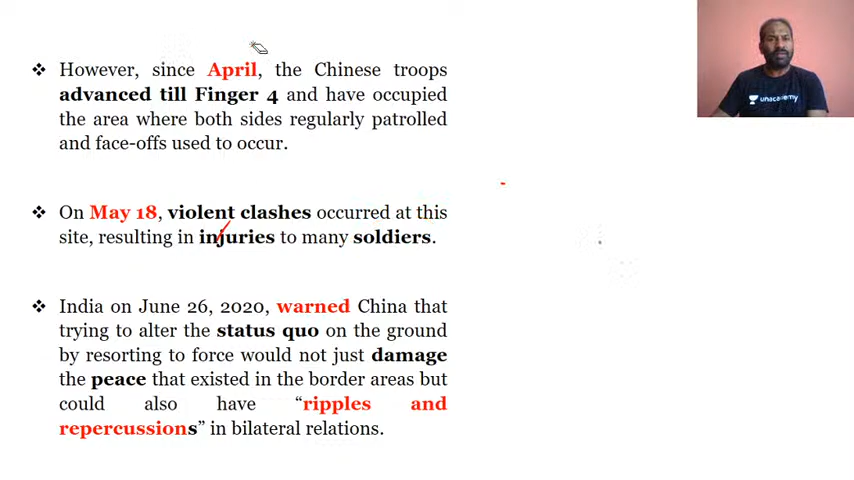 ❖ However, since April, the Chinese troops
advanced till Finger 4 and have occupied
the area where both sides regularly patrolled
and face-offs used to occur.
❖ On May 18, violent clashes occurred at this
site, resulting in injuries to many soldiers.
❖ India on June 26, 2020, warned China that
trying to alter the status quo on the ground
by resorting to force would not just damage
the peace that existed in the border areas but
could also have “ripples and
repercussions” in bilateral relations.
unacademy